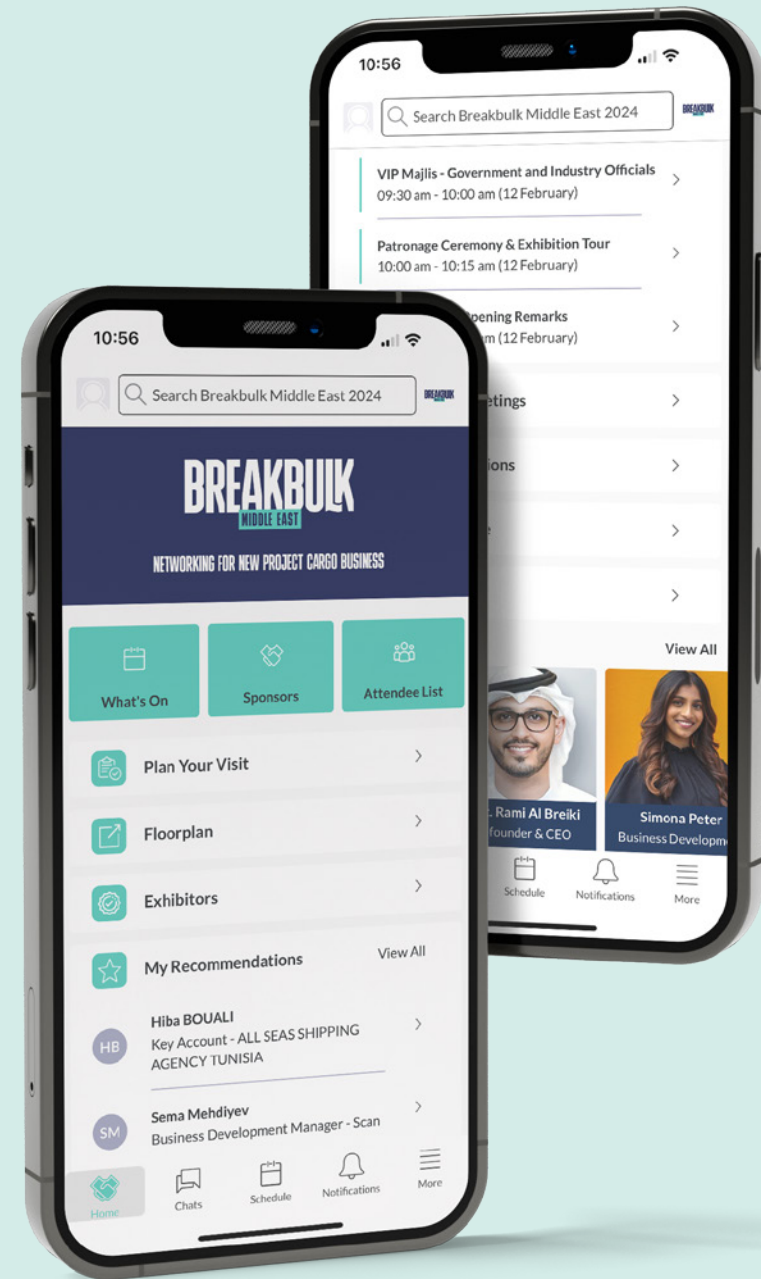 10:56
Search Breakbulk Middle East 2024
BREAKBULK
VIP Majlis - Government and Industry Officials
09:30 am - 10:00 am (12 February)
Patronage Ceremony & Exhibition Tour
10:00 am - 10:15 am (12 February)
Opening Remarks
(12 February)
View All
Rami Al Breiki
Founder & CEO
Simona Peter
Business
Schedule
Notifications
More
10:56
Search Breakbulk Middle East 2024
BREAKBULK
BREAKBULK
MIDDLE EAST
NETWORKING FOR NEW PROJECT CARGO BUSINESS
What's On
Sponsors
Attendee List
Plan Your Visit
Floorplan
Exhibitors
My Recommendations
View All
HB
Hiba BOUALI
Key Account - ALL SEAS SHIPPING
AGENCY TUNISIA
SM
Sema Mehdiyev
Business Development Manager - Scan
Home
Chats
Schedule
Notifications
More